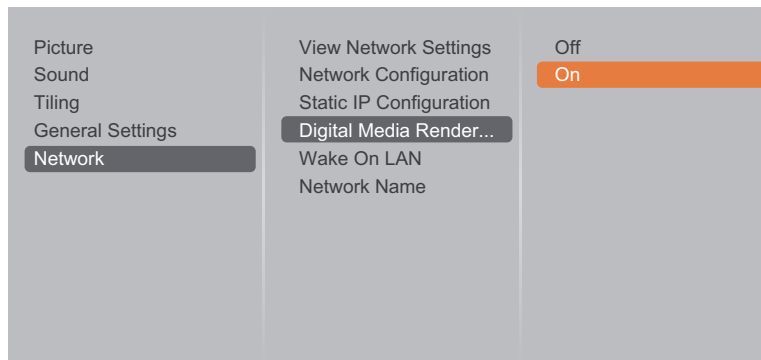 Picture
Sound
Tiling
General Settings
Network
View Network Settings
Network Configuration
Static IP Configuration
Digital Media Render...
Wake On LAN
Network Name
Off
On